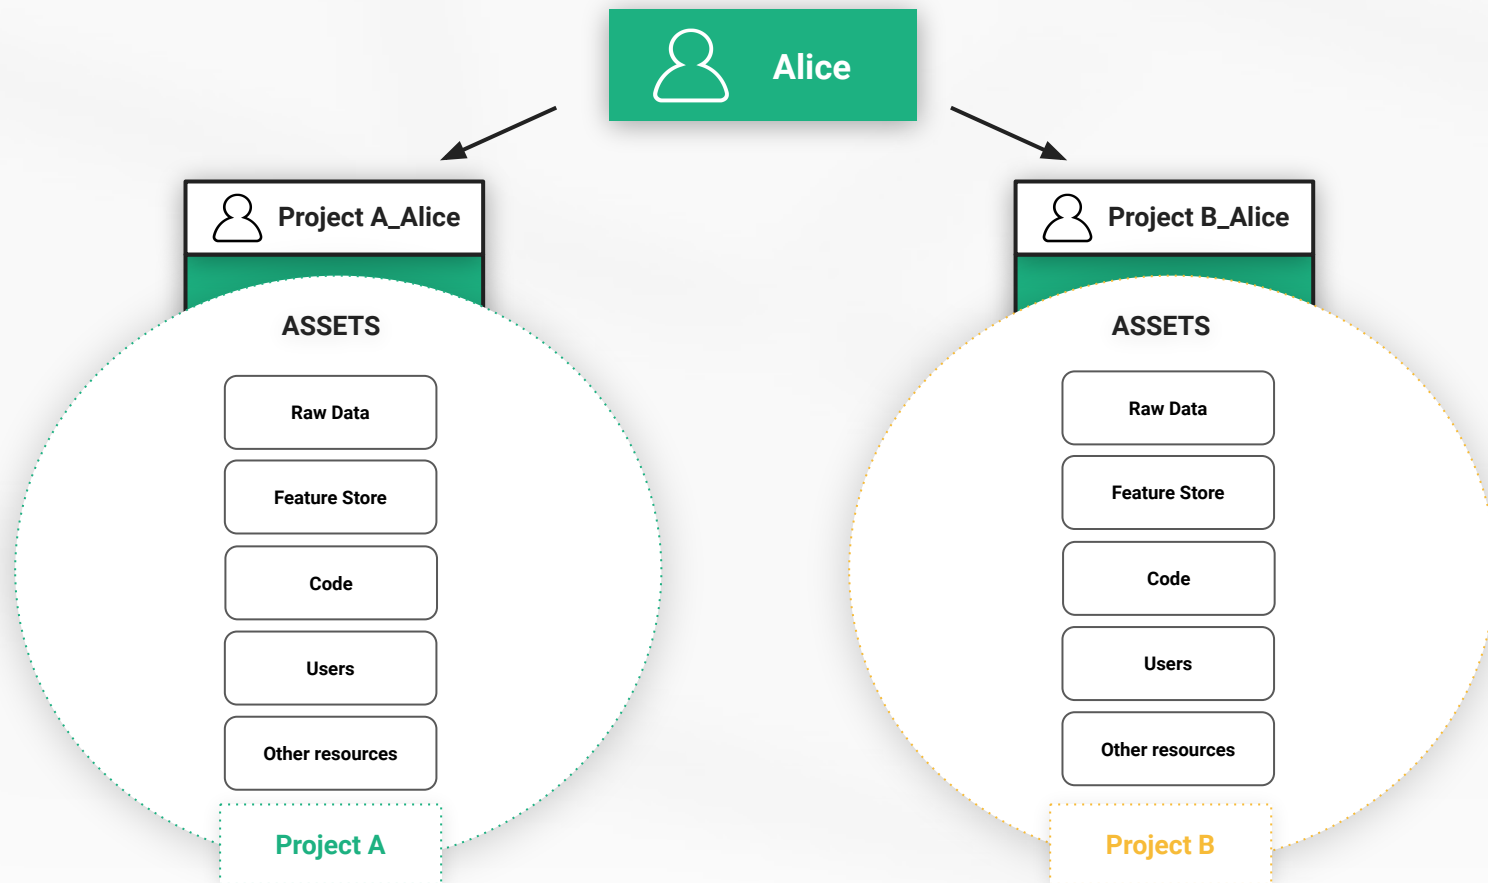 Alice
Project A_Alice
ASSETS
Raw Data
Feature Store
Code
Users
Other resources
Project A
Project B_Alice
ASSETS
Raw Data
Feature Store
Code
Users
Other resources
Project B